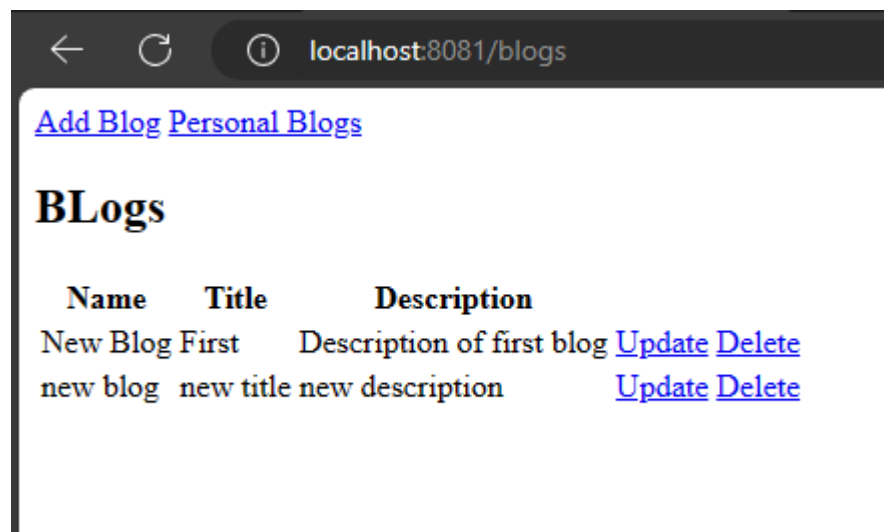 localhost:8081/blogs
Add Blog Personal Blogs
BLogs
Name Title Description
New Blog First Description of first blog Update Delete
new blog new title new description Update Delete